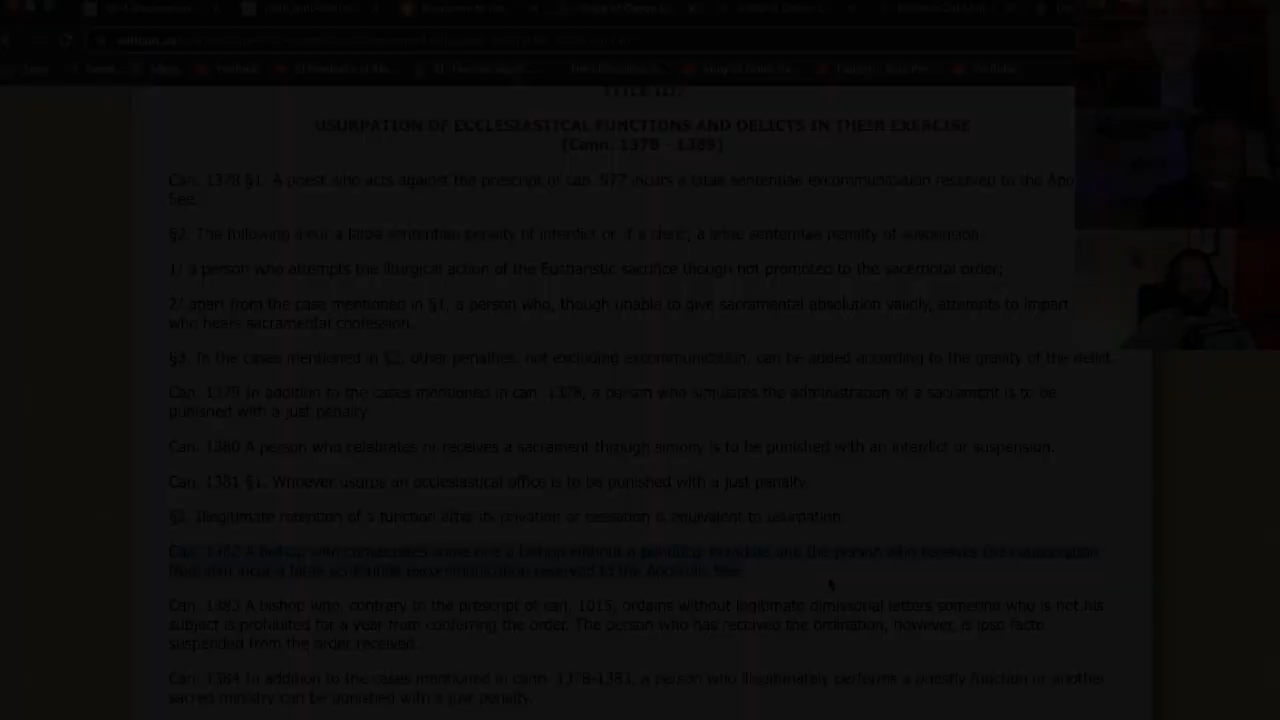 YouTube
YouTube
TITLE III.
USURPATION OF ECCLESIASTICAL FUNCTIONS AND DELICTS IN THEIR EXERCISE
(Cann. 1378 - 1389)
Can. 1378 §1. A priest who acts against the prescript of can. 977 incurs a latae sententiae excommunication reserved to the Apo
See.
§2. The following incur a latae sententiae penalty of interdict or, if a cleric, a latae sententiae penalty of suspension:
1/ a person who attempts the liturgical action of the Eucharistic sacrifice though not promoted to the sacerdotal order;
2/ apart from the case mentioned in §1, a person who, though unable to give sacramental absolution validly, attempts to impart
who hears sacramental confession.
§3. In the cases mentioned in §2, other penalties, not excluding excommunication, can be added according to the gravity of the delict.
Can. 1379 In addition to the cases mentioned in can. 1378, a person who simulates the administration of a sacrament is to be
punished with a just penalty.
Can. 1380 A person who celebrates or receives a sacrament through simony is to be punished with an interdict or suspension.
Can. 1381 §1. Whoever usurps an ecclesiastical office is to be punished with a just penalty.
§2. Illegitimate retention of a function after its privation or cessation is equivalent to usurpation.
Can. 1382 A bishop who consecrates someone a bishop without a pontifical mandate and the person who receives the consecration
from him incur a latae sententiae excommunication reserved to the Apostolic See.
Can. 1383 A bishop who, contrary to the prescript of can. 1015, ordains without legitimate dimissorial letters someone who is not his
subject is prohibited for a year from conferring the order. The person who has received the ordination, however, is ipso facto
suspended from the order received.
Can. 1384 In addition to the cases mentioned in cann. 1378-1383, a person who illegitimately performs a priestly function or another
sacred ministry can be punished with a just penalty.